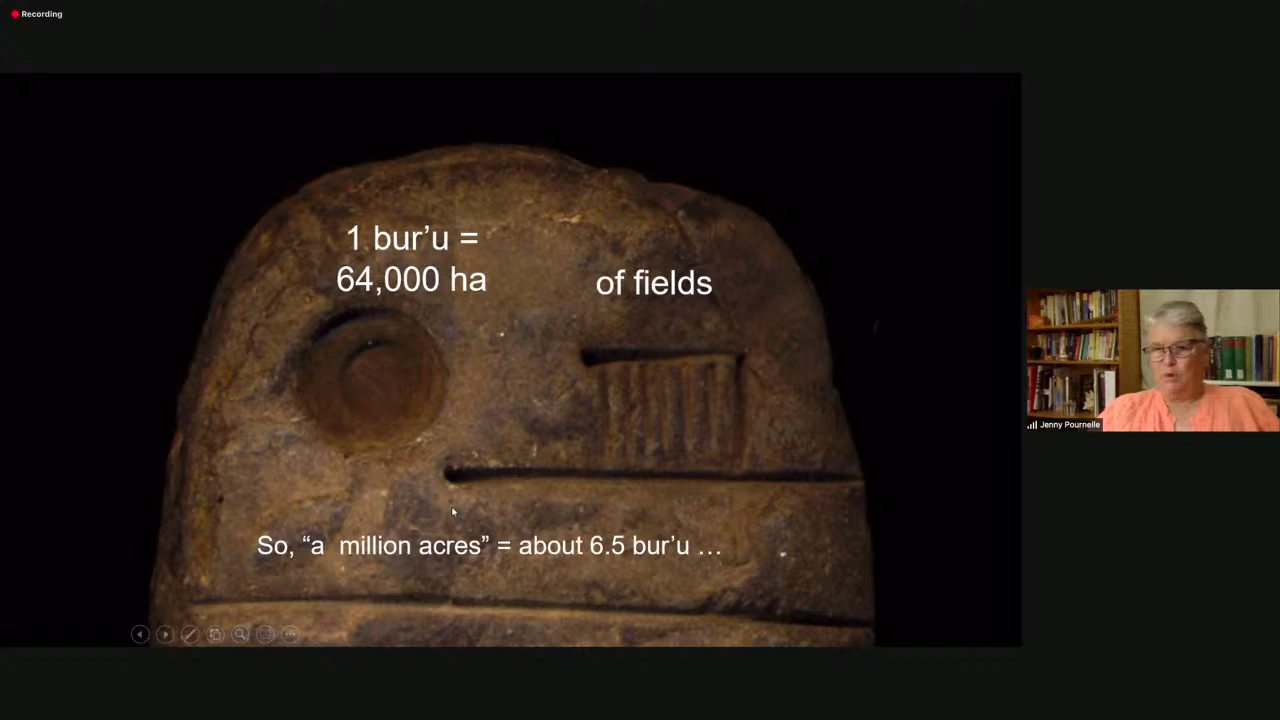 Recording
1 bur’u =
64,000 ha
of fields
So, “a  million acres” = about 6.5 bur’u …
Jenny Pournelle